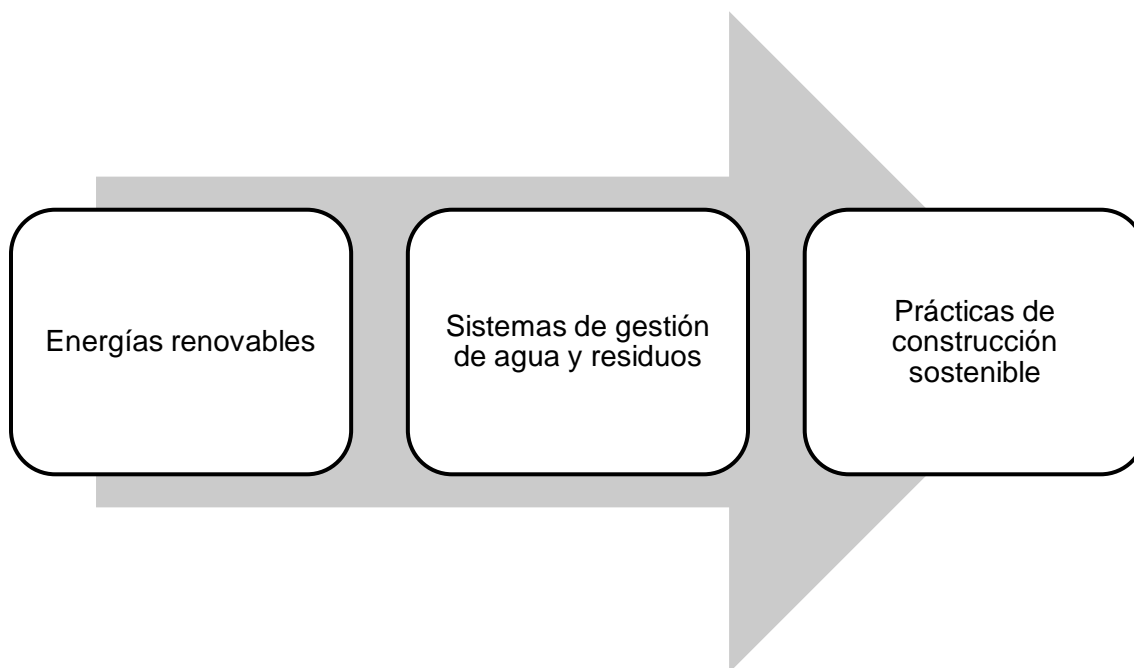 Energías renovables
Sistemas de gestión
de agua y residuos
Prácticas de
construcción
sostenible